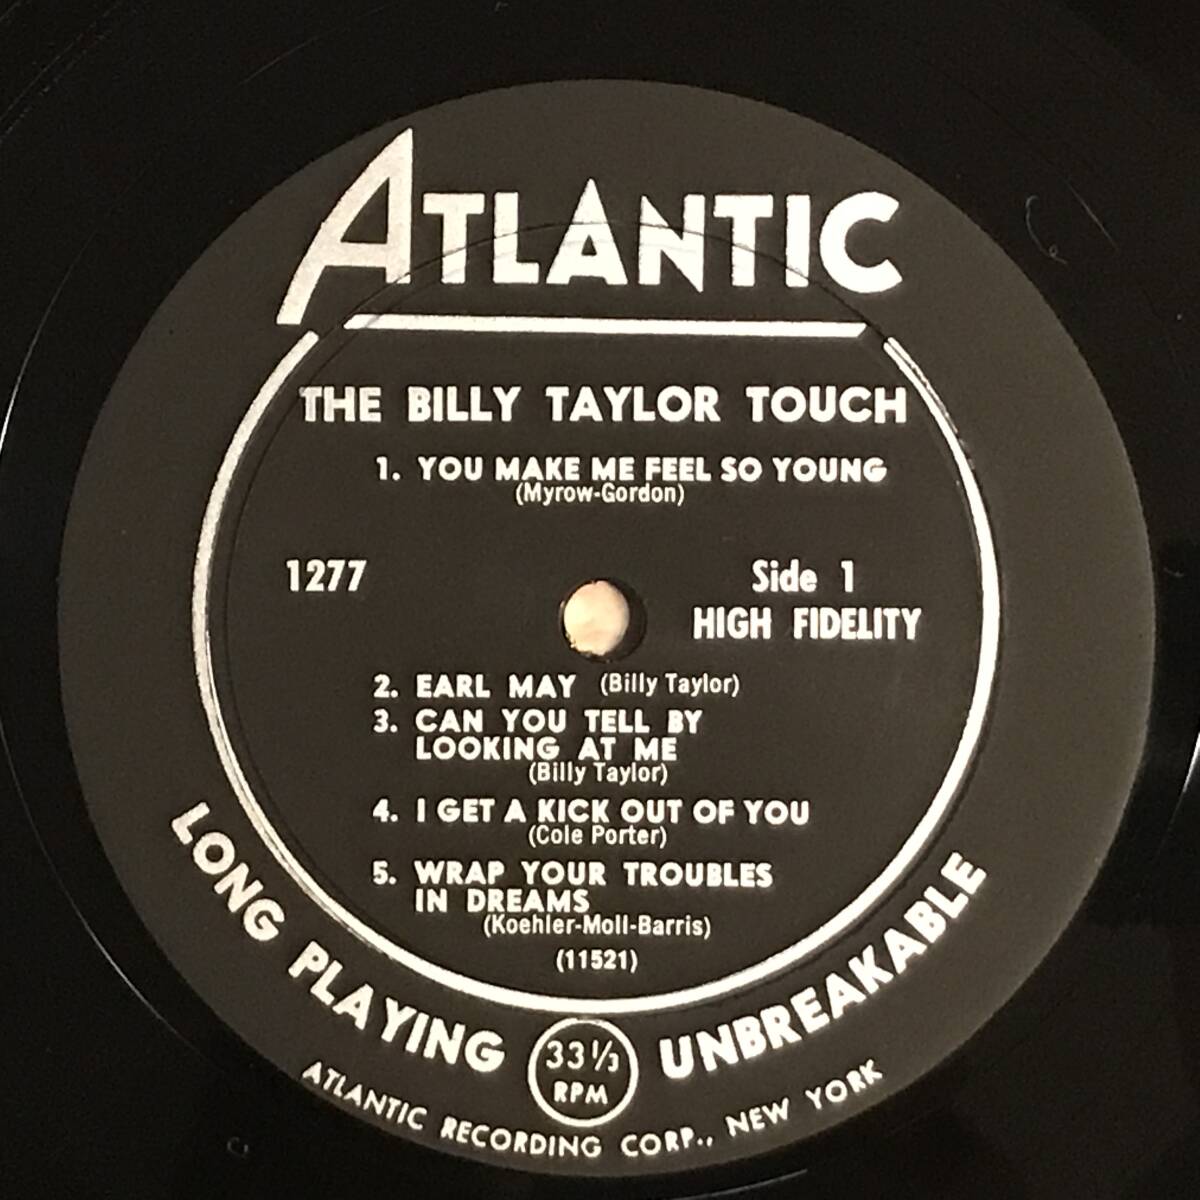 ATLANTIC
THE BILLY TAYLOR TOUCH
1. YOU MAKE ME FEEL SO YOUNG
(Myrow-Gordon)
1277
Side 1
HIGH FIDELITY
2. EARL MAY (Billy Taylor)
3. CAN YOU TELL BY
LOOKING AT ME
(Billy Taylor)
4. I GET A KICK OUT OF YOU
(Cole Porter)
5. WRAP YOUR TROUBLES
IN DREAMS
(Koehler-Moll-Barris)
(11521)
LONG PLAYING
33 1/3
RPM
UNBREAKABLE
ATLANTIC RECORDING CORP., NEW YORK